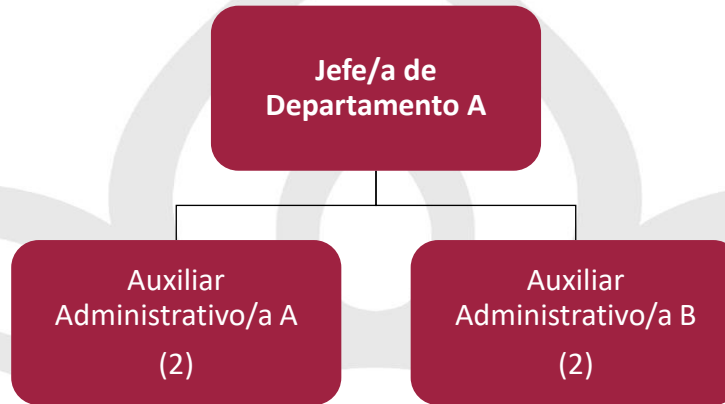 Jefe/a de
Departamento A
Auxiliar
Administrativo/a A
(2)
Auxiliar
Administrativo/a B
(2)